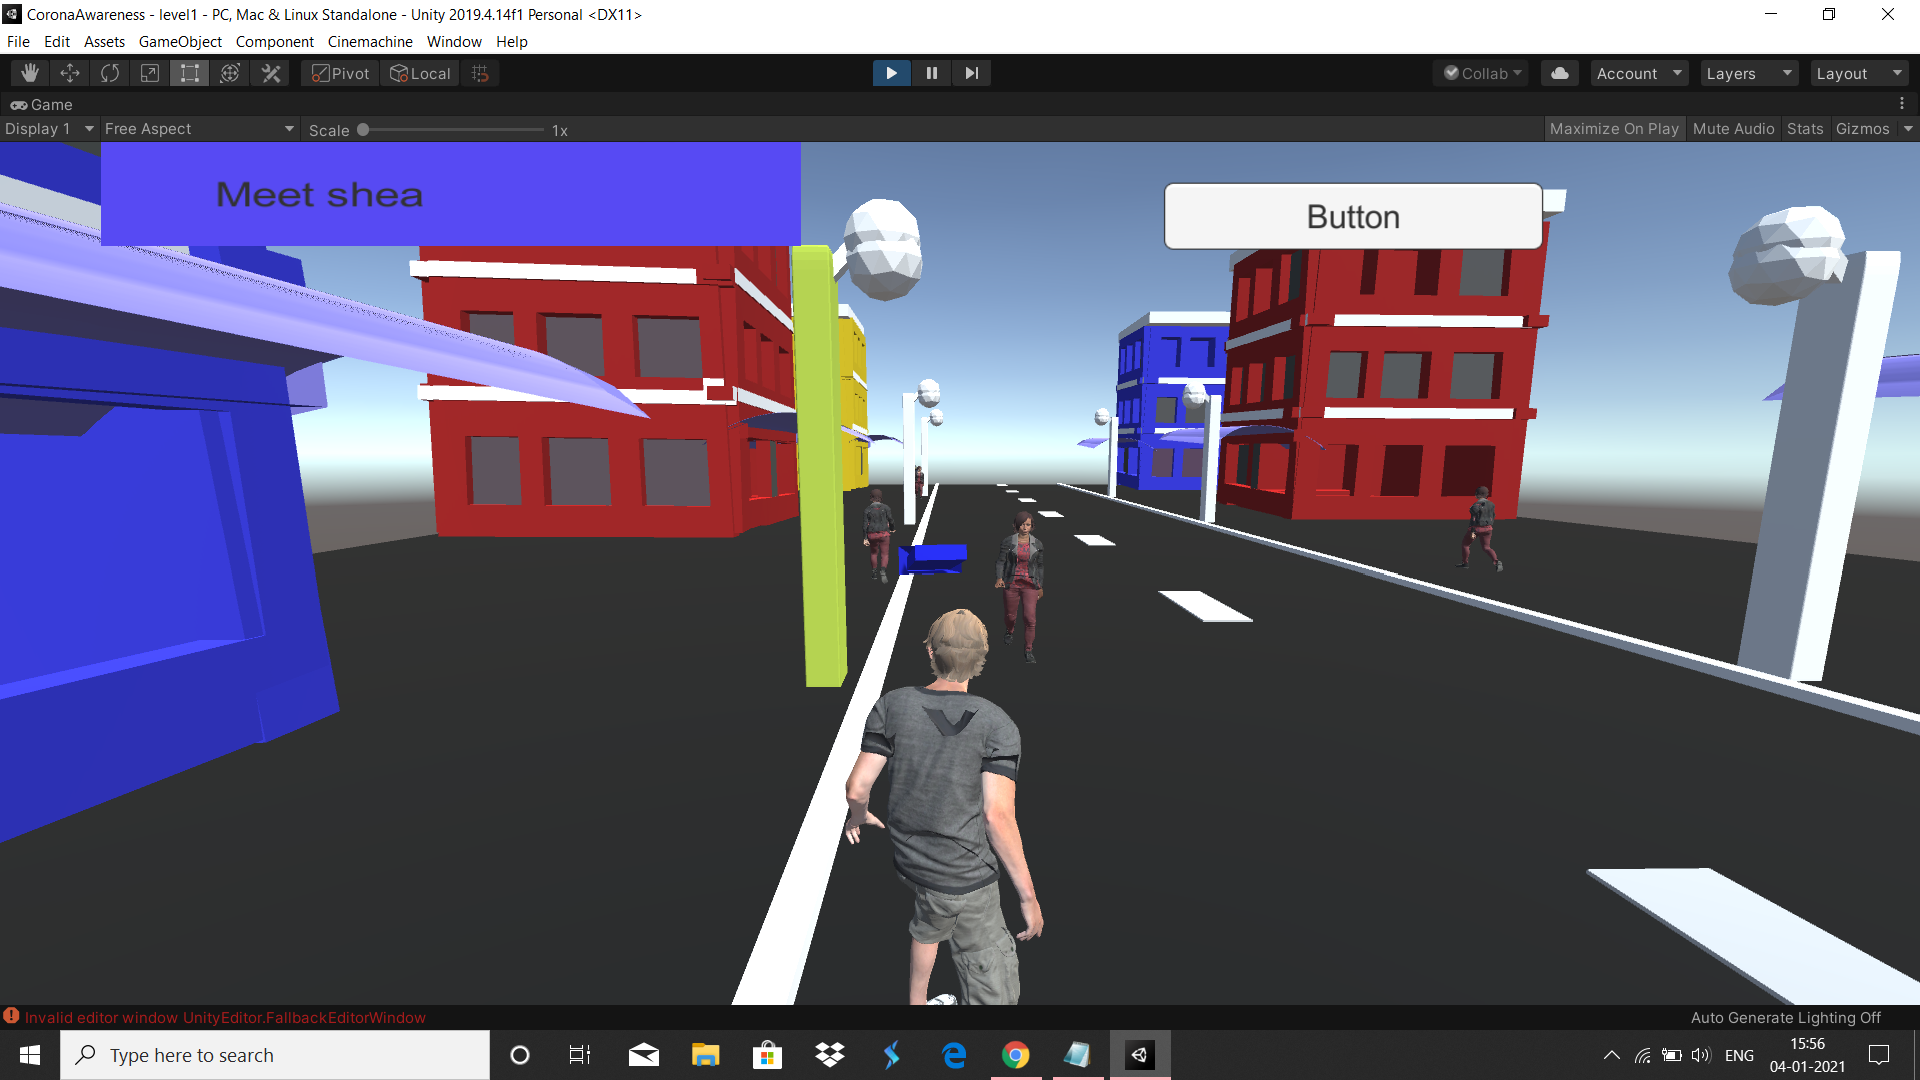 CoronaAwareness - level1 - PC, Mac & Linux Standalone - Unity 2019.4.14f1 Personal <DX11>
File Edit Assets GameObject Component Cinemachine Window Help
Pivot Local Collab Account Layers Layout
Game
Display 1 Free Aspect Scale 1x Maximize On Play Mute Audio Stats Gizmos
Meet shea
Button
Invalid editor window UnityEditor.FallbackEditorWindow
Auto Generate Lighting Off
Type here to search
ENG
15:56
04-01-2021